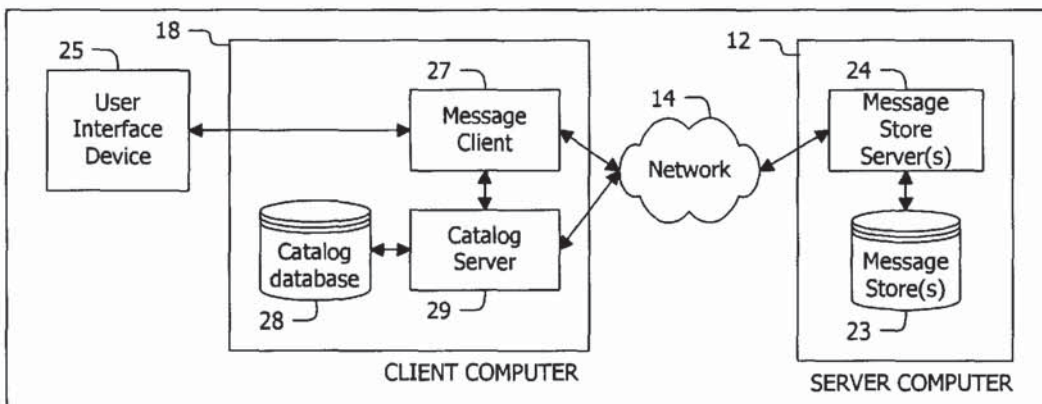 18
25
User
Interface
Device
27
Message
Client
14
Network
12
24
Message
Store
Server(s)
Catalog
database
28
Catalog
Server
29
Message
Store(s)
23
CLIENT COMPUTER
SERVER COMPUTER